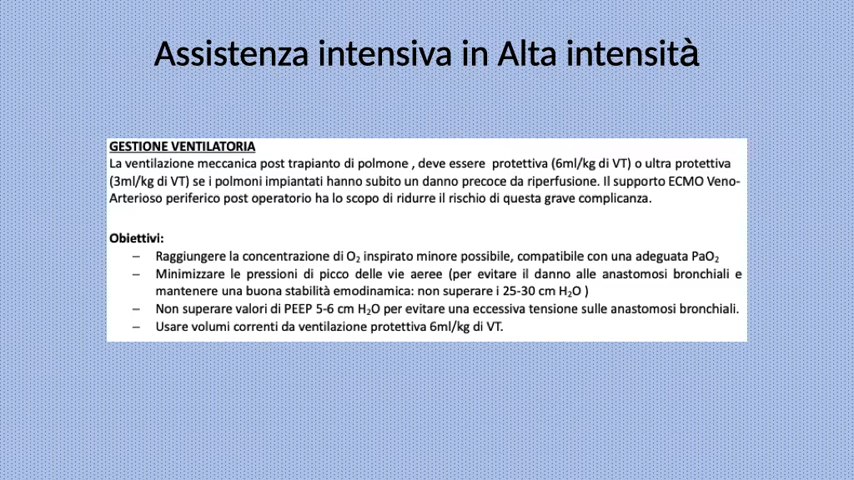 Assistenza intensiva in Alta intensità
GESTIONE VENTILATORIA
La ventilazione meccanica post trapianto di polmone , deve essere protettiva (6ml/kg di VT) o ultra protettiva
(3ml/kg di VT) se i polmoni impiantati hanno subito un danno precoce da riperfusione. Il supporto ECMO Veno-
Arterioso periferico post operatorio ha lo scopo di ridurre il rischio di questa grave complicanza.
Obiettivi:
– Raggiungere la concentrazione di O₂ inspirato minore possibile, compatibile con una adeguata PaO₂
– Minimizzare le pressioni di picco delle vie aeree (per evitare il danno alle anastomosi bronchiali e
mantenere una buona stabilità emodinamica: non superare i 25-30 cm H₂O )
– Non superare valori di PEEP 5-6 cm H₂O per evitare una eccessiva tensione sulle anastomosi bronchiali.
– Usare volumi correnti da ventilazione protettiva 6ml/kg di VT.